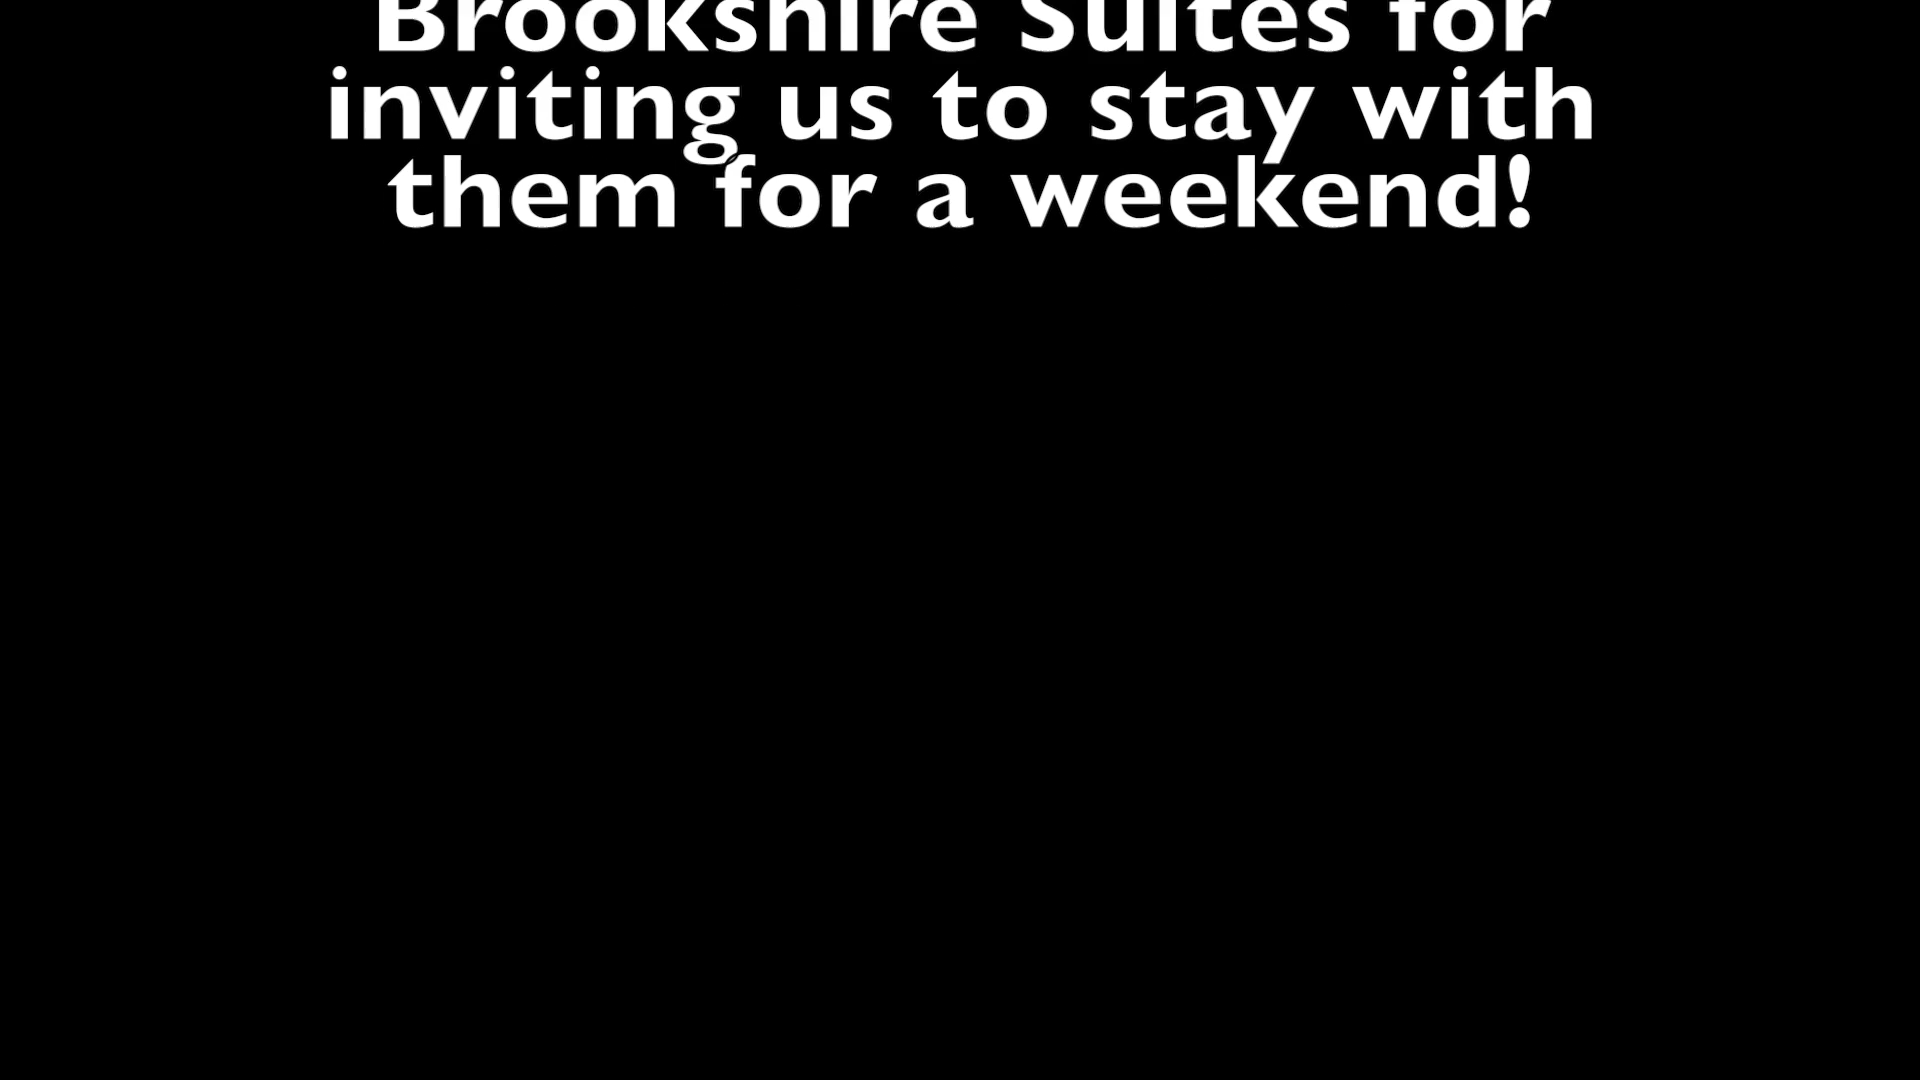 Brookshire Suites for
inviting us to stay with
them for a weekend!